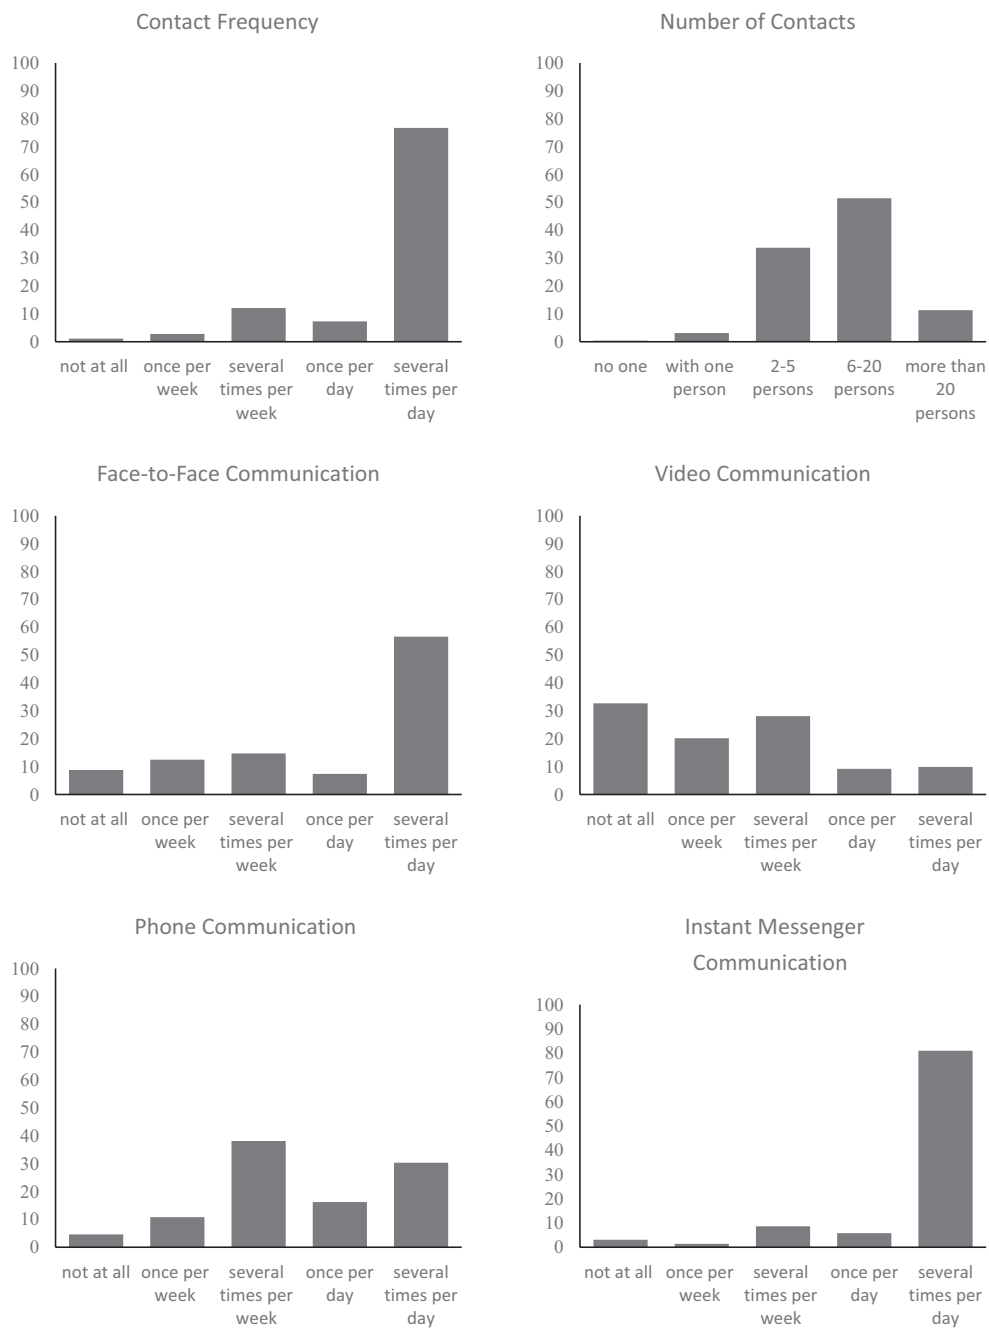 Contact Frequency
100
90
80
70
60
50
40
30
20
10
0
not at all once per several once per several
week times per day times per
week day
Number of Contacts
100
90
80
70
60
50
40
30
20
10
0
no one with one 2-5 6-20 more than
person persons persons 20
persons
Face-to-Face Communication
100
90
80
70
60
50
40
30
20
10
0
not at all once per several once per several
week times per day times per
week day
Video Communication
100
90
80
70
60
50
40
30
20
10
0
not at all once per several once per several
week times per day times per
week day
Phone Communication
100
90
80
70
60
50
40
30
20
10
0
not at all once per several once per several
week times per day times per
week day
Instant Messenger
Communication
100
90
80
70
60
50
40
30
20
10
0
not at all once per several once per several
week times per day times per
week day